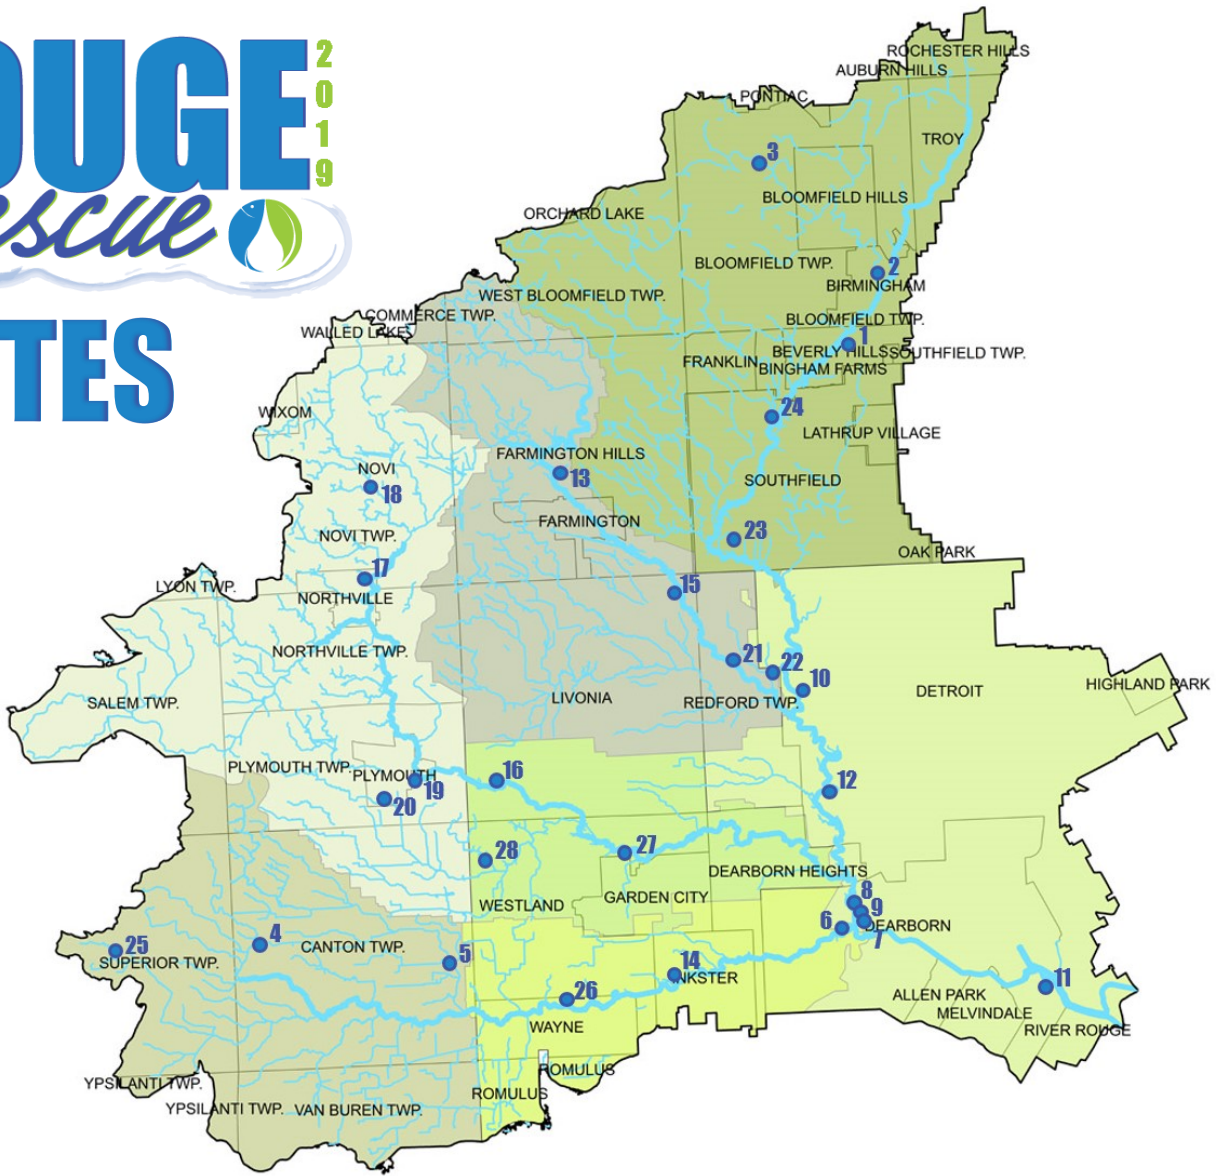 OUGE
2019
escue
TES
ROCHESTER HILLS
AUBURN HILLS
PONTIAC
TROY
3
BLOOMFIELD HILLS
ORCHARD LAKE
BLOOMFIELD TWP.
2
BIRMINGHAM
WEST BLOOMFIELD TWP.
COMMERCE TWP.
BLOOMFIELD TWP.
WALLED LAKE
1
BEVERLY HILLS
SOUTHFIELD TWP.
FRANKLIN
BINGHAM FARMS
24
WIXOM
LATHRUP VILLAGE
FARMINGTON HILLS
NOVI
13
SOUTHFIELD
18
FARMINGTON
23
NOVI TWP.
OAK PARK
17
LYON TWP.
15
NORTHVILLE
NORTHVILLE TWP.
21
22
10
HIGHLAND PARK
DETROIT
LIVONIA
SALEM TWP.
REDFORD TWP.
PLYMOUTH TWP.
PLYMOUTH
16
19
12
20
28
27
DEARBORN HEIGHTS
8
GARDEN CITY
WESTLAND
9
6
DEARBORN
7
4
25
CANTON TWP.
5
SUPERIOR TWP.
14
INKSTER
11
26
ALLEN PARK
MELVINDALE
WAYNE
RIVER ROUGE
ROMULUS
YPSILANTI TWP.
ROMULUS
YPSILANTI TWP.
VAN BUREN TWP.